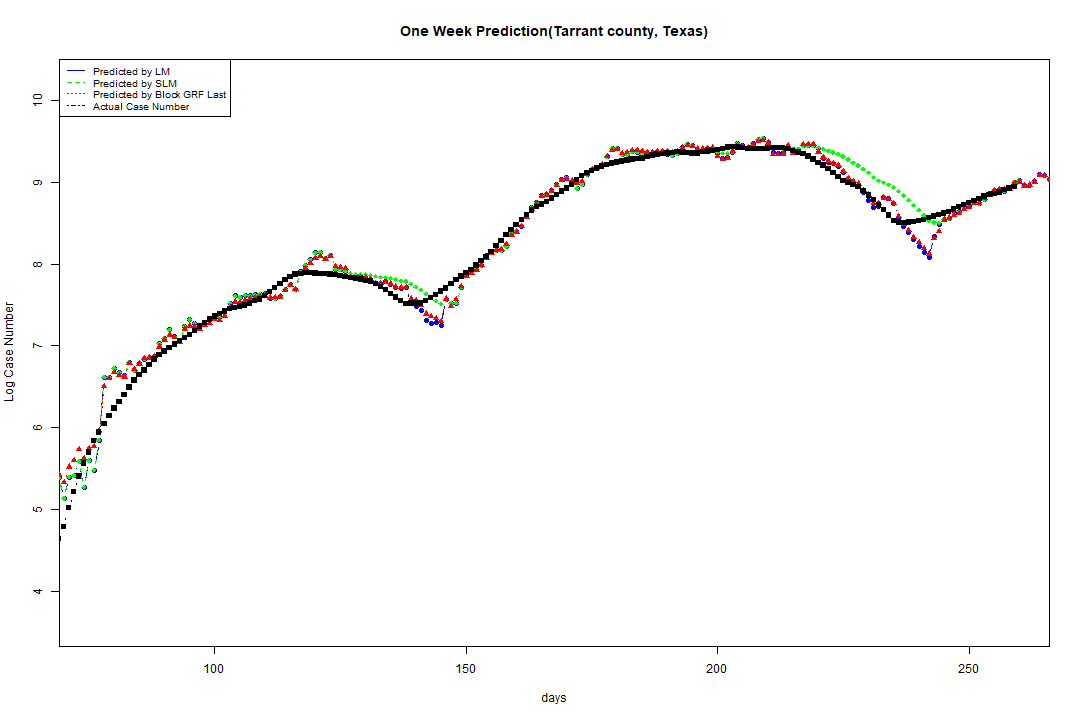 One Week Prediction(Tarrant county, Texas)
Predicted by LM
Predicted by SLM
Predicted by Block GRF Last
Actual Case Number
10
9
8
7
6
5
4
Log Case Number
100 150 200 250
days